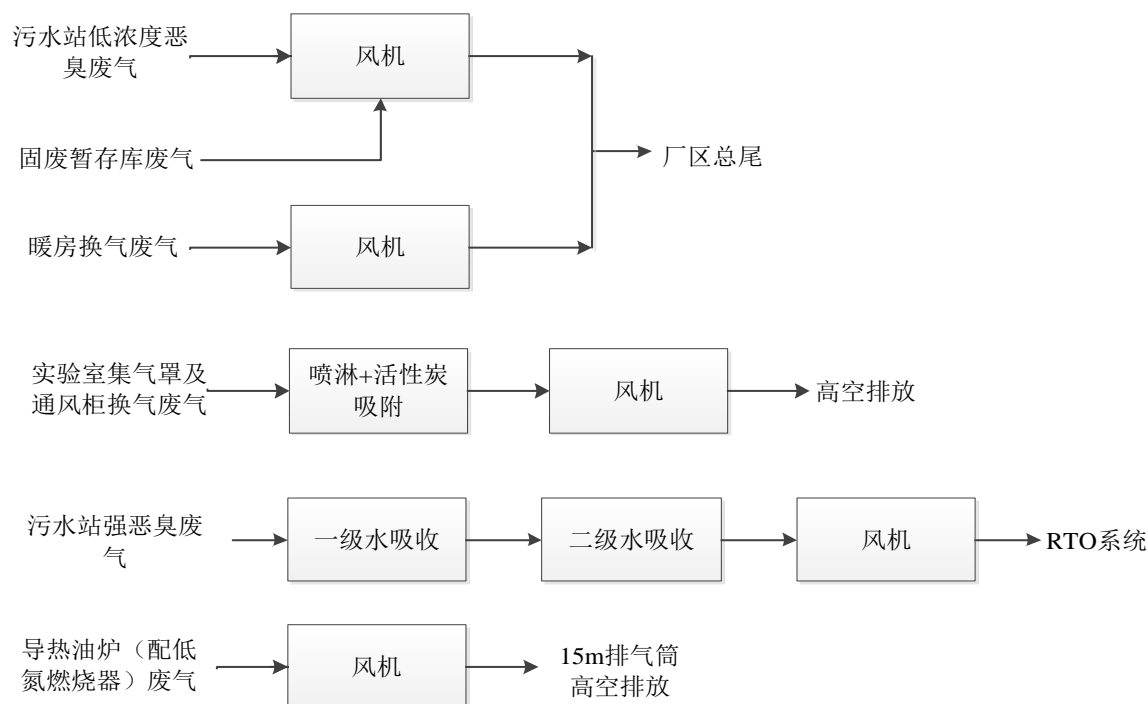 污水站低浓度恶
臭废气
风机
固废暂存库废气
厂区总尾
暖房换气废气
风机
实验室集气罩及
通风柜换气废气
喷淋+活性炭
吸附
风机
高空排放
污水站强恶臭废
气
一级水吸收
二级水吸收
风机
RTO系统
导热油炉（配低
氮燃烧器）废气
风机
15m排气筒
高空排放